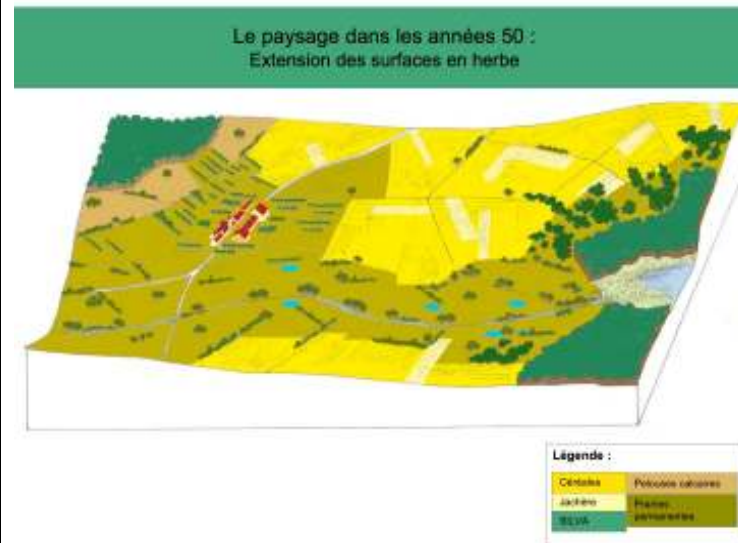 Le paysage dans les années 50 :
Extension des surfaces en herbe
Légende :
Céréales
Pelouses calcaires
Jachère
Prairies
permanentes
SILVA